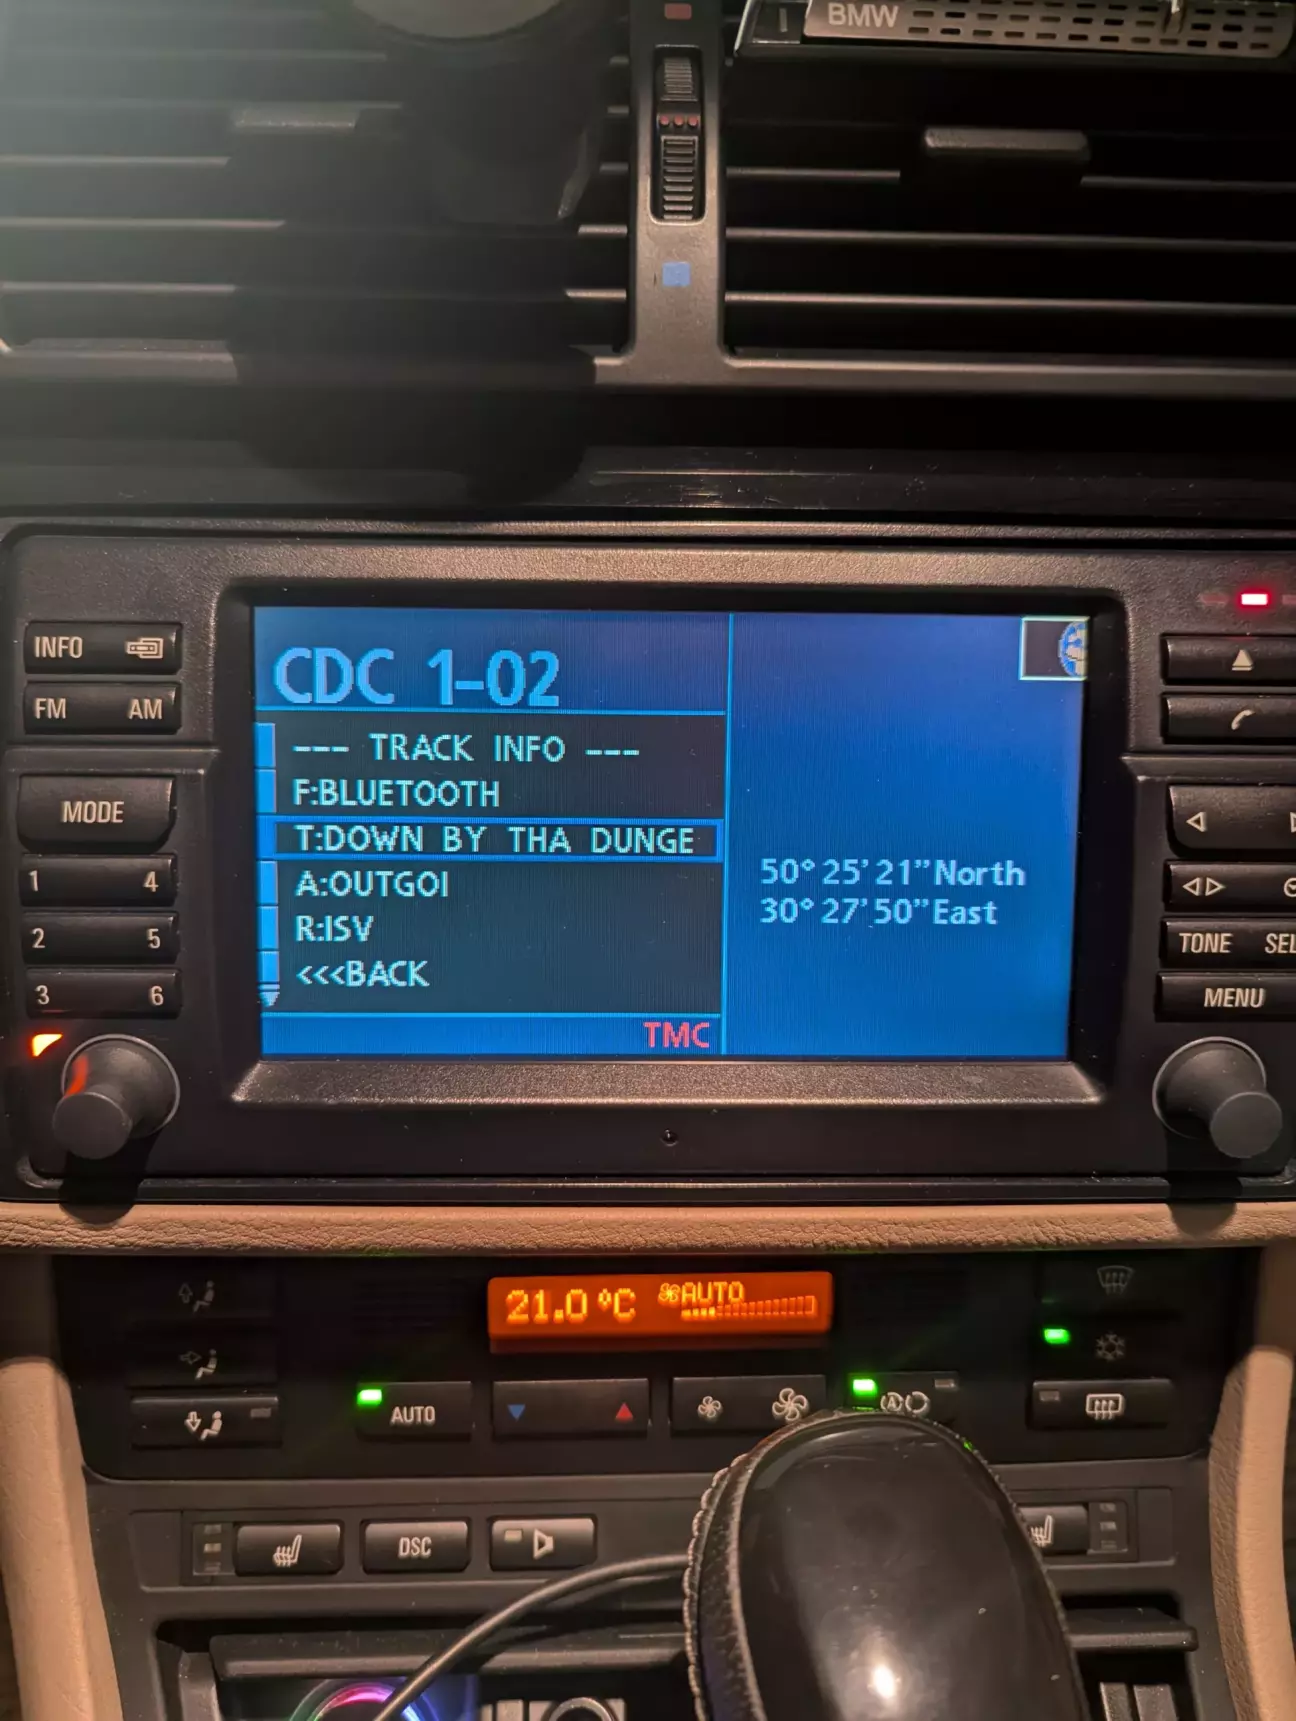 BMW
INFO
FM AM
MODE
1 4
2 5
3 6
CDC 1-02
--- TRACK INFO ---
F:BLUETOOTH
T:DOWN BY THA DUNGE
A:OUTGOI
R:ISV
<<<BACK
TMC
50° 25' 21" North
30° 27' 50" East
TONE SEL
MENU
21.0 °C AUTO
AUTO
A
DSC